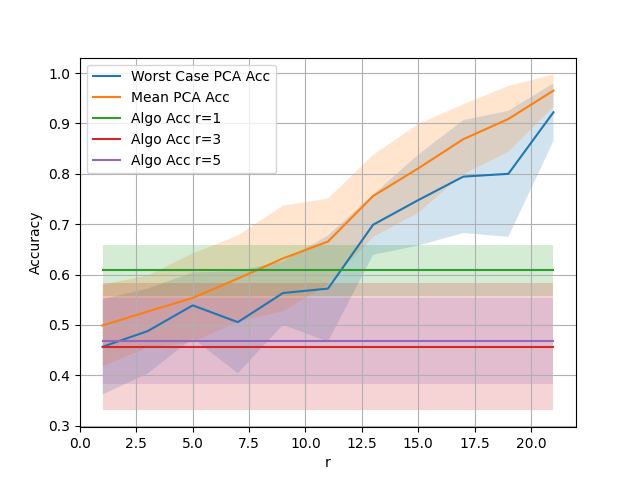 Worst Case PCA Acc
Mean PCA Acc
Algo Acc r=1
Algo Acc r=3
Algo Acc r=5
Accuracy
1.0
0.9
0.8
0.7
0.6
0.5
0.4
0.3
0.0 2.5 5.0 7.5 10.0 12.5 15.0 17.5 20.0
r